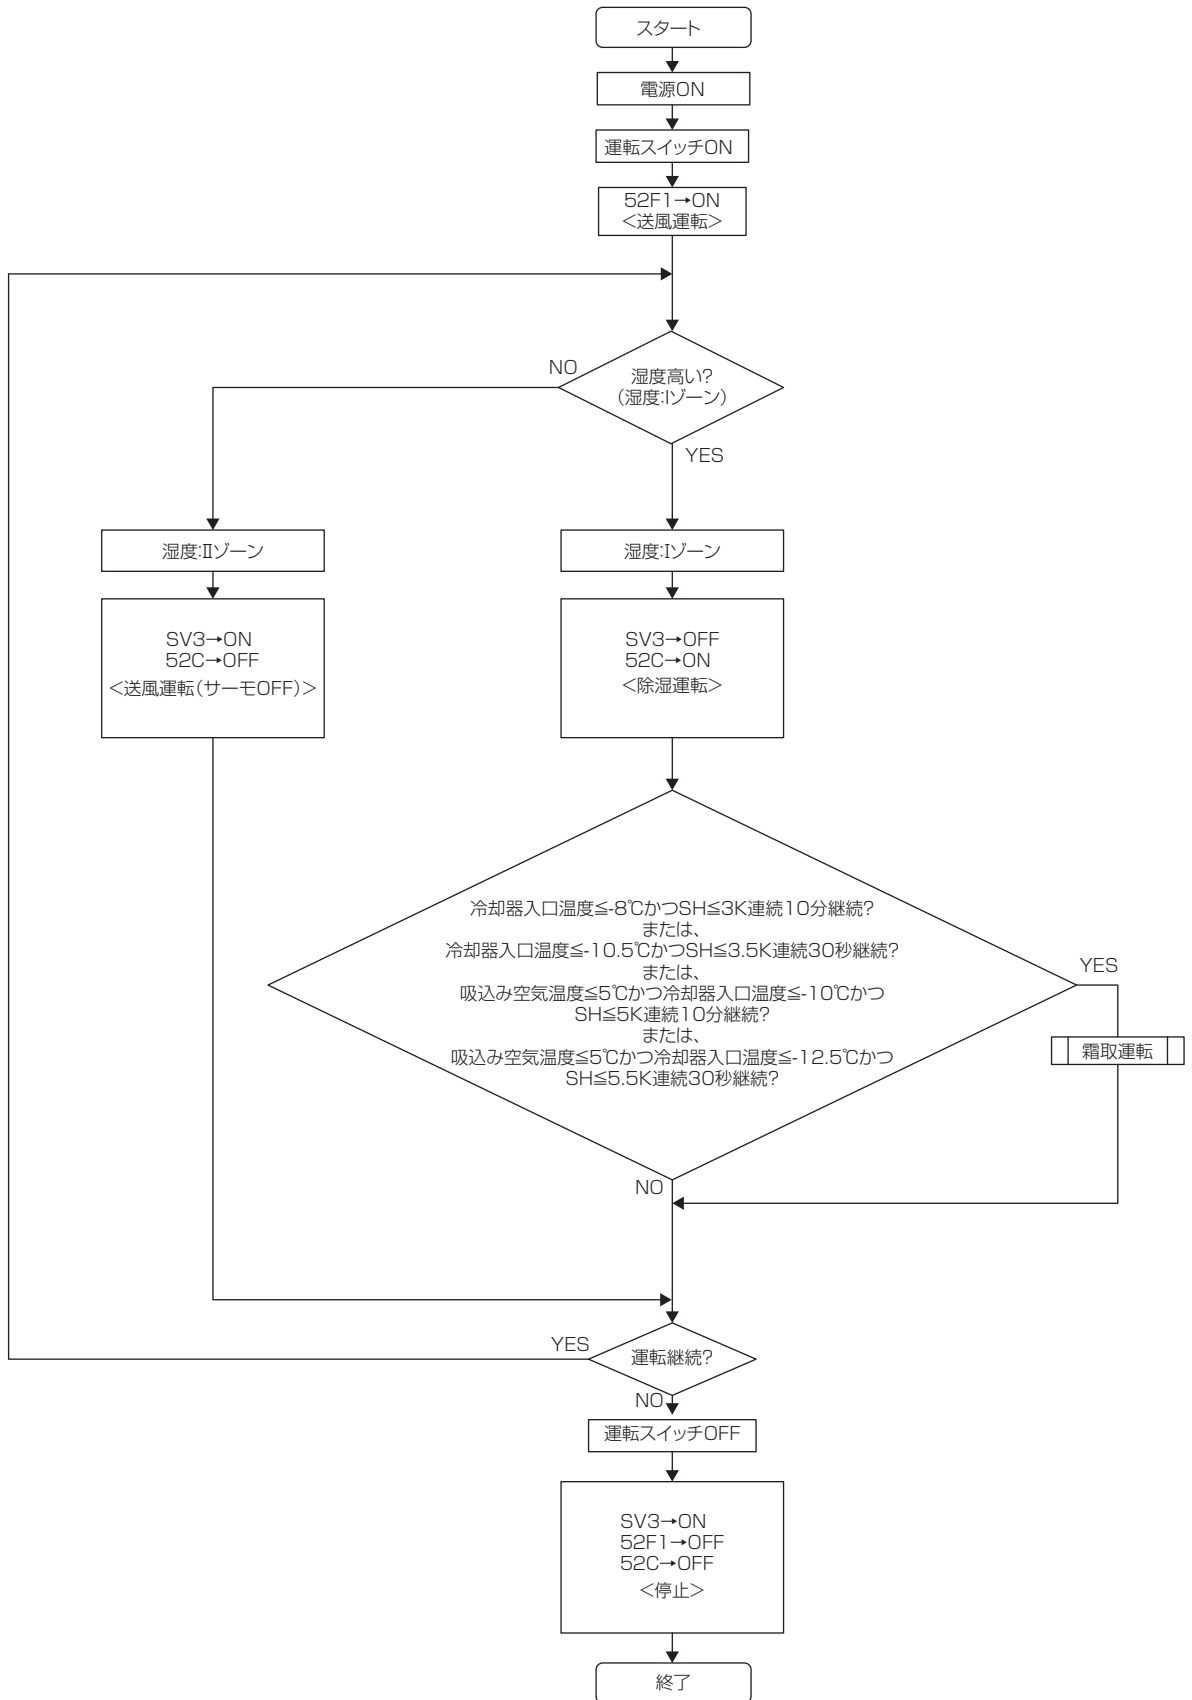 スタート
電源ON
運転スイッチON
52F1→ON
<送風運転>
NO
湿度高い?
(湿度:Iゾーン)
YES
湿度:Ⅱゾーン
湿度:Iゾーン
SV3→ON
52C→OFF
<送風運転(サーモOFF)>
SV3→OFF
52C→ON
<除湿運転>
冷却器入口温度≦-8℃かつSH≦3K連続10分継続?
または、
冷却器入口温度≦-10.5℃かつSH≦3.5K連続30秒継続?
または、
吸込み空気温度≦5℃かつ冷却器入口温度≦-10℃かつ
SH≦5K連続10分継続?
または、
吸込み空気温度≦5℃かつ冷却器入口温度≦-12.5℃かつ
SH≦5.5K連続30秒継続?
YES
霜取運転
NO
YES
運転継続?
NO
運転スイッチOFF
SV3→ON
52F1→OFF
52C→OFF
<停止>
終了